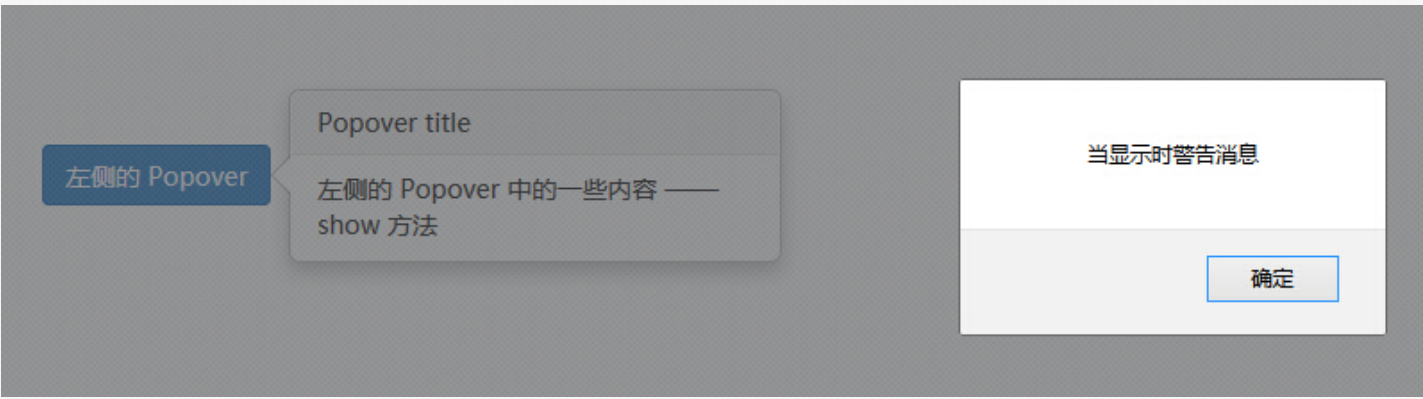 左侧的 Popover
Popover title
左侧的 Popover 中的一些内容 ——
show 方法
当显示时警告消息
确定